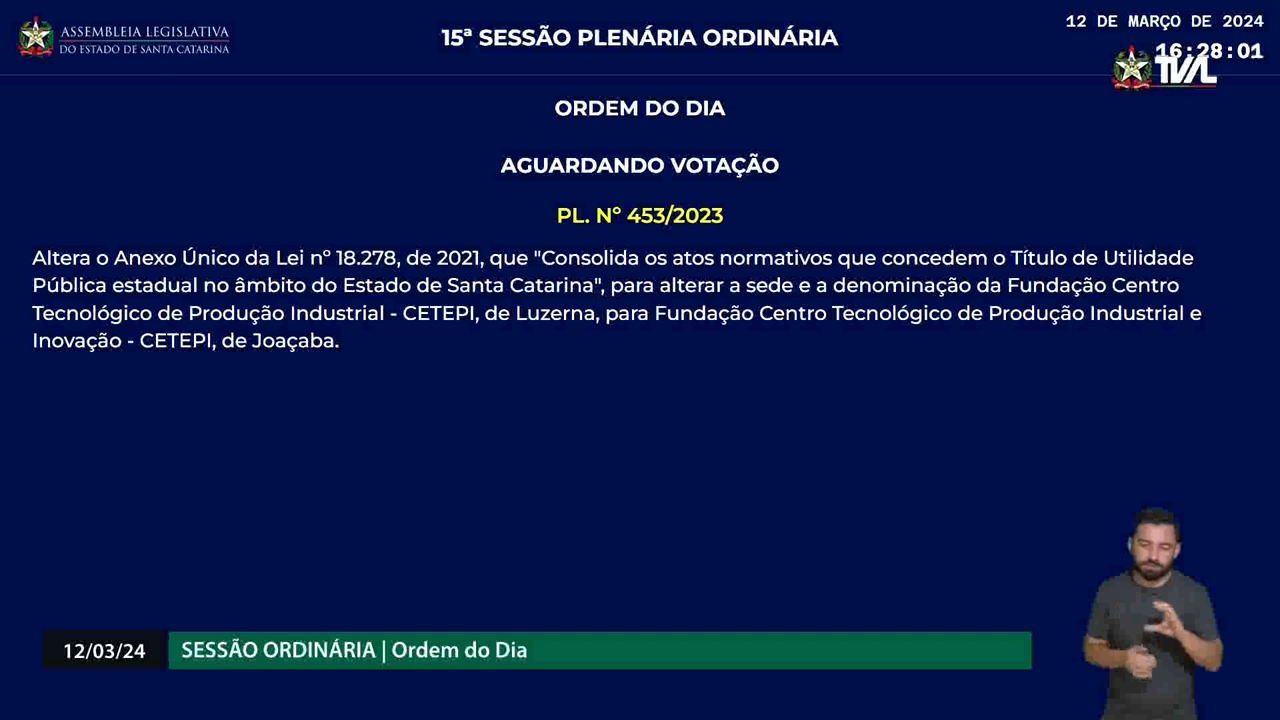 ASSEMBLEIA LEGISLATIVA
DO ESTADO DE SANTA CATARINA
15ª SESSÃO PLENÁRIA ORDINÁRIA
12 DE MARÇO DE 2024
16:28:01
TVAL
ORDEM DO DIA
AGUARDANDO VOTAÇÃO
PL. Nº 453/2023
Altera o Anexo Único da Lei nº 18.278, de 2021, que "Consolida os atos normativos que concedem o Título de Utilidade
Pública estadual no âmbito do Estado de Santa Catarina", para alterar a sede e a denominação da Fundação Centro
Tecnológico de Produção Industrial - CETEPI, de Luzerna, para Fundação Centro Tecnológico de Produção Industrial e
Inovação - CETEPI, de Joaçaba.
12/03/24
SESSÃO ORDINÁRIA | Ordem do Dia